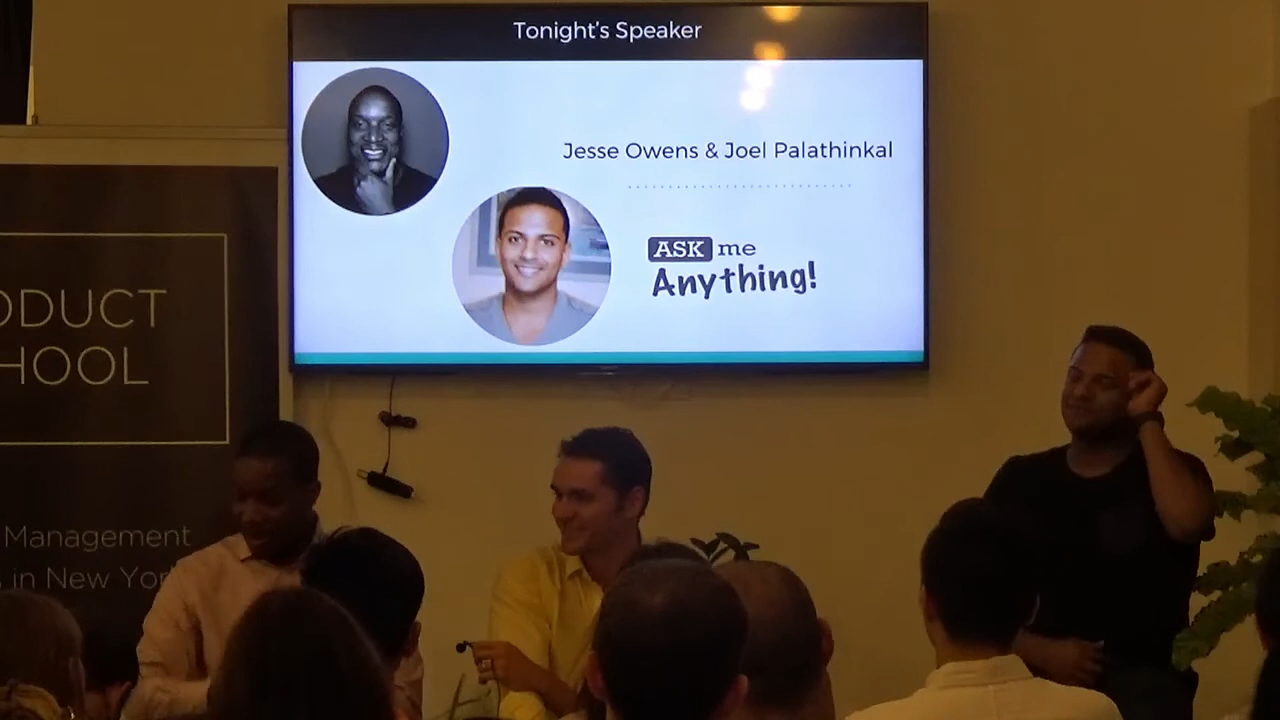 Tonight's Speaker
Jesse Owens & Joel Palathinkal
ASK me
Anything!
ODUCT
HOOL
Management
in New Yor